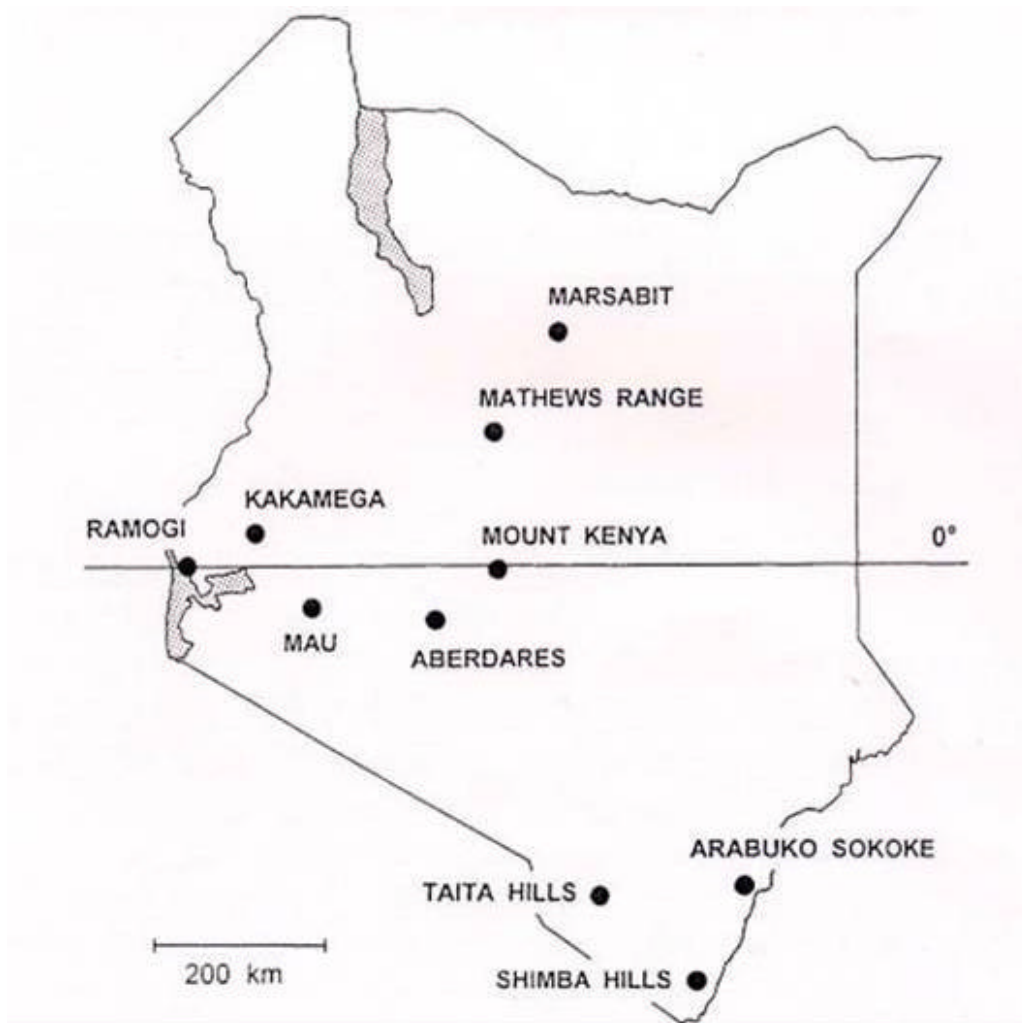 MARSABIT
MATHEWS RANGE
KAKAMEGA
RAMOGI
MOUNT KENYA
0°
MAU
ABERDARES
ARABUKO SOKOKE
TAITA HILLS
200 km
SHIMBA HILLS